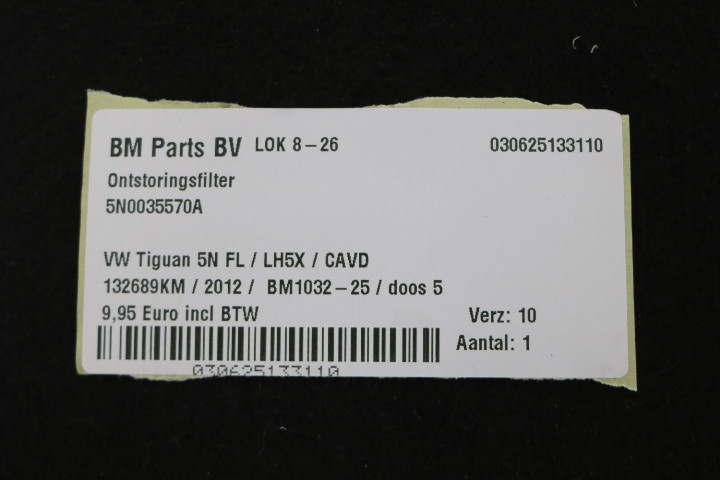 BM Parts BV LOK 8-26 030625133110
Ontstoringsfilter
5N0035570A
VW Tiguan 5N FL / LH5X / CAVD
132689KM / 2012 / BM1032-25 / doos 5
9,95 Euro incl BTW Verz: 10
Aantal: 1
030625133110